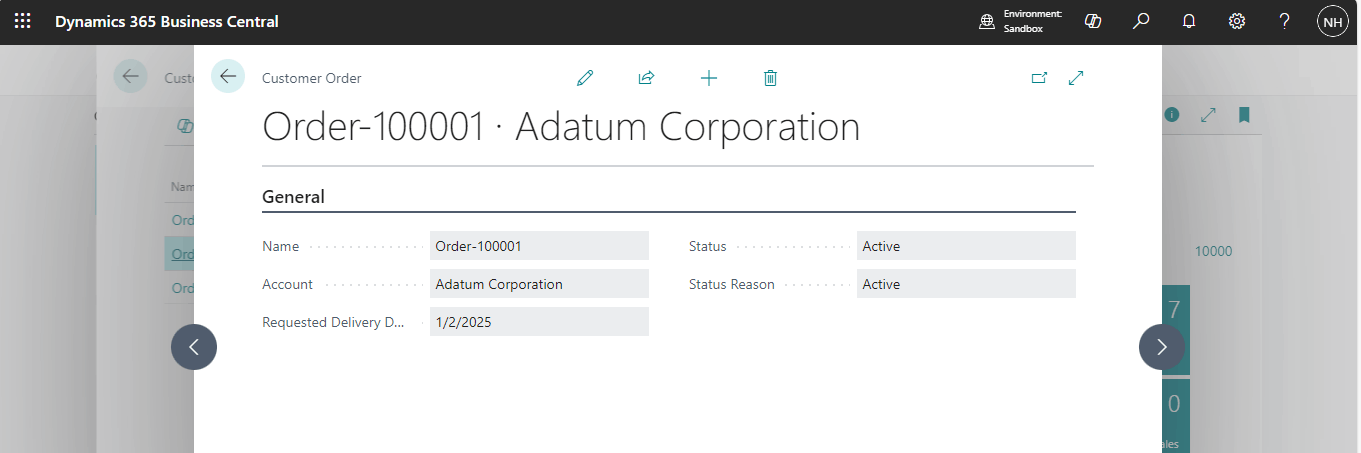 Dynamics 365 Business Central
Environment:
Sandbox
NH
Customer Order
Order-100001 · Adatum Corporation
General
Name
Order-100001
Status
Active
Account
Adatum Corporation
Status Reason
Active
Requested Delivery D...
1/2/2025
Cust
Nam
Ord
Ord
Ord
10000
7
0
ales